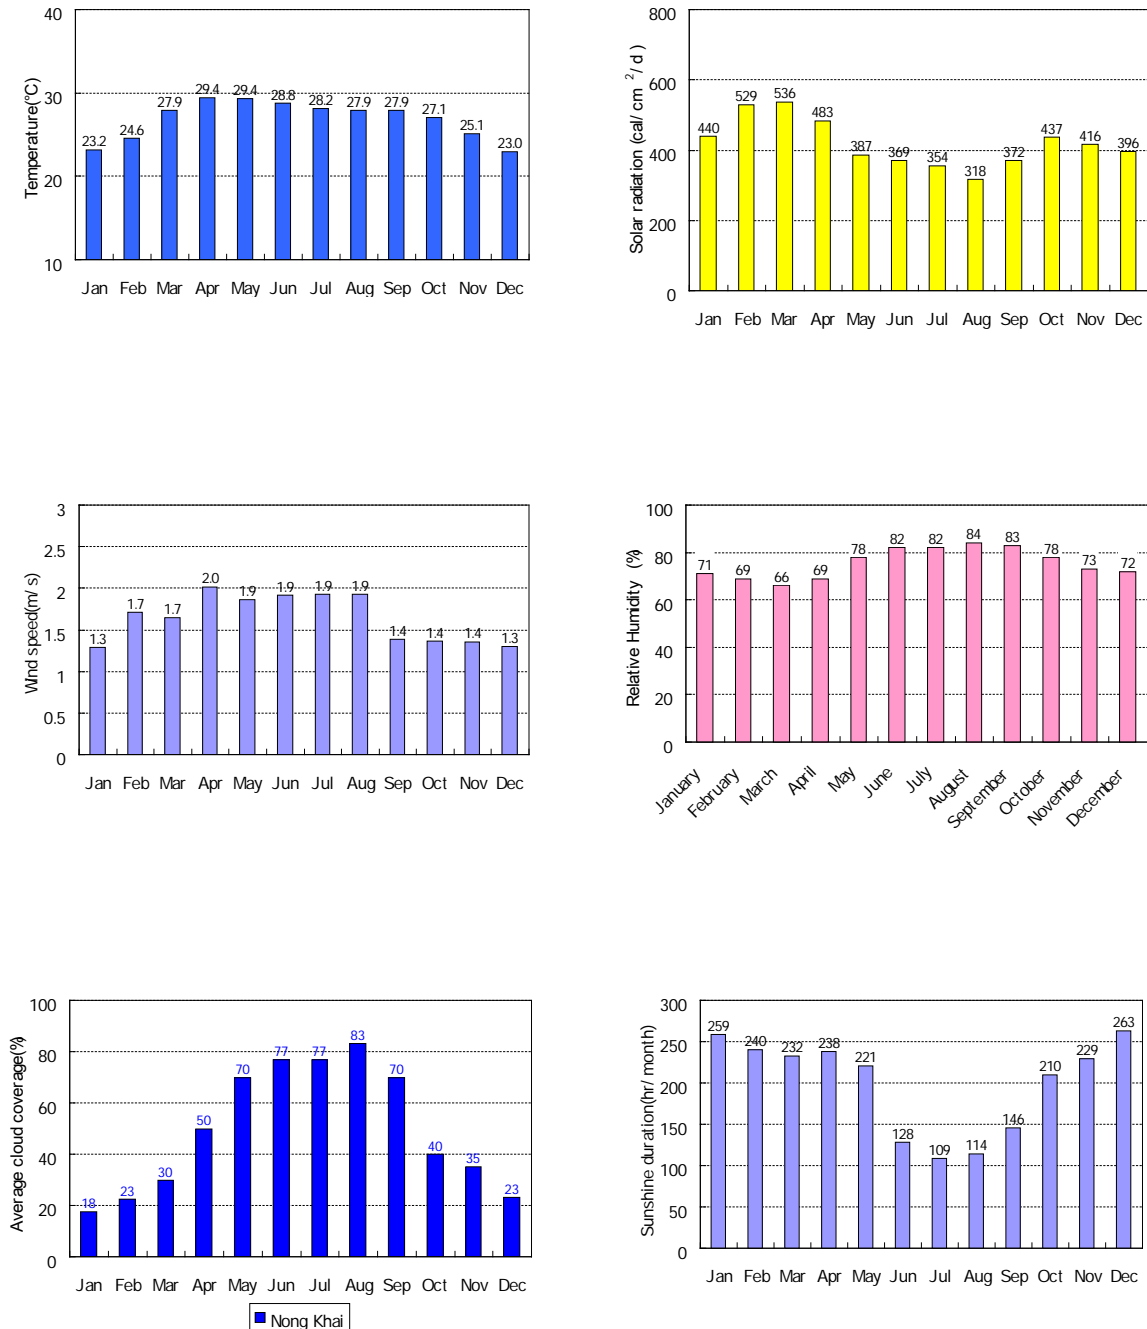 Temperature(°C)
40
30
20
10
23.2 24.6 27.9 29.4 29.4 28.8 28.2 27.9 27.9 27.1 25.1 23.0
Jan Feb Mar Apr May Jun Jul Aug Sep Oct Nov Dec
Solar radiation (cal/ cm 2/ d )
800
600
400
200
0
440 529 536 483 387 369 354 318 372 437 416 396
Jan Feb Mar Apr May Jun Jul Aug Sep Oct Nov Dec
Wind speed(m/ s)
3
2.5
2
1.5
1
0.5
0
1.3 1.7 1.7 2.0 1.9 1.9 1.9 1.9 1.4 1.4 1.4 1.3
Jan Feb Mar Apr May Jun Jul Aug Sep Oct Nov Dec
Relative Humidity (%)
100
80
60
40
20
0
71 69 66 69 78 82 82 84 83 78 73 72
January February March April May June July August September October November December
Average cloud coverage(%)
100
80
60
40
20
0
18 23 30 50 70 77 77 83 70 40 35 23
Jan Feb Mar Apr May Jun Jul Aug Sep Oct Nov Dec
Nong Khai
Sunshine duration(hr/ month)
300
250
200
150
100
50
0
259 240 232 238 221 128 109 114 146 210 229 263
Jan Feb Mar Apr May Jun Jul Aug Sep Oct Nov Dec